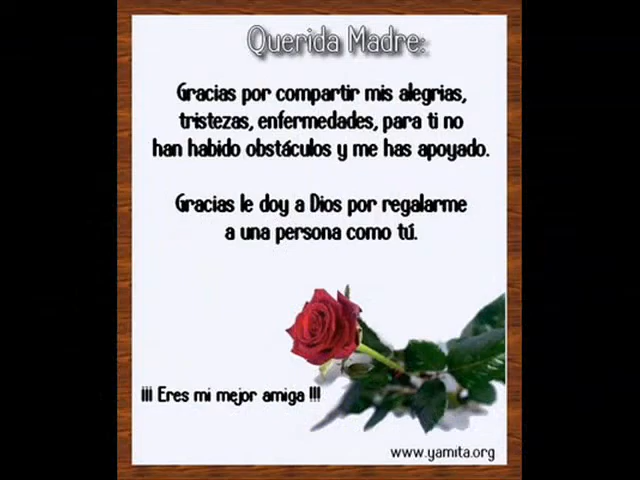 Querida Madre:
Gracias por compartir mis alegrias,
tristezas, enfermedades, para ti no
han habido obstáculos y me has apoyado.
Gracias le doy a Dios por regalarme
a una persona como tú.
¡¡¡ Eres mi mejor amiga !!!
www.yamita.org